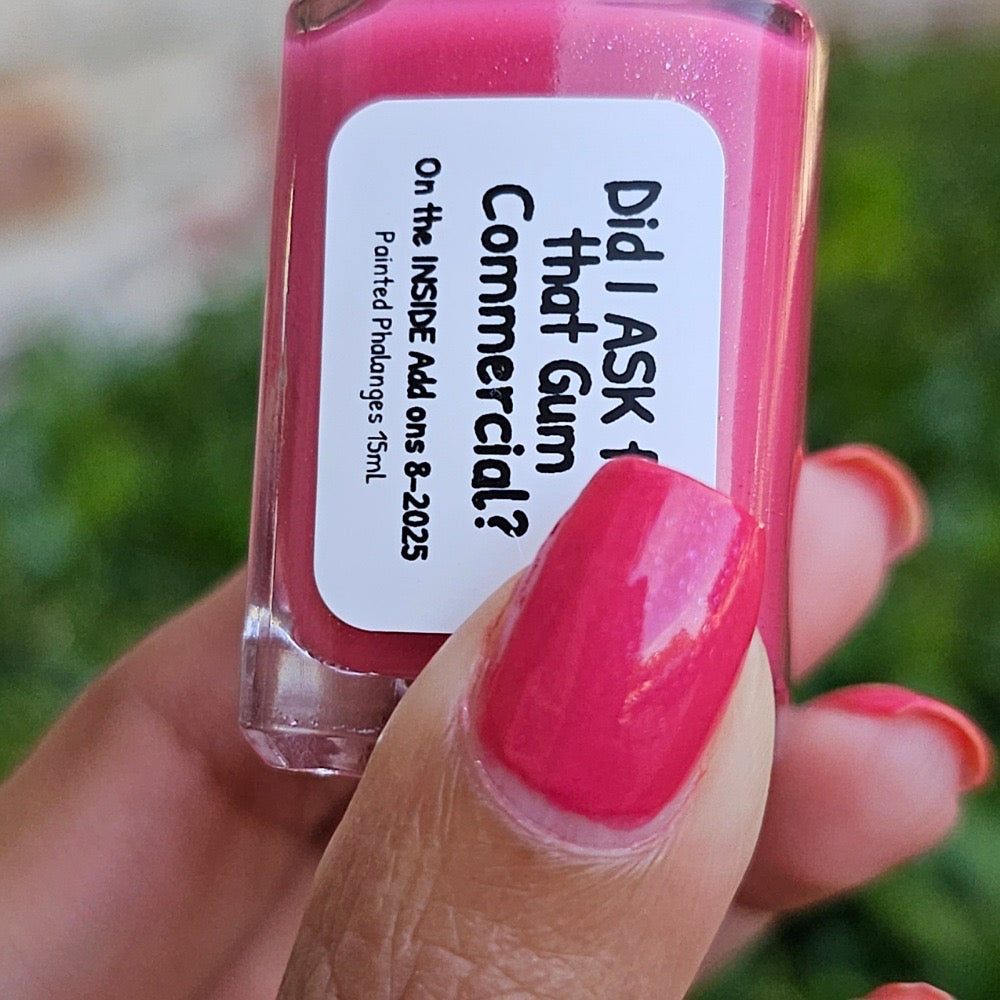 Did I ASK
that Gum
Commercial?
On the INSIDE Add ons 8-2025
Painted Phalanges 15mL